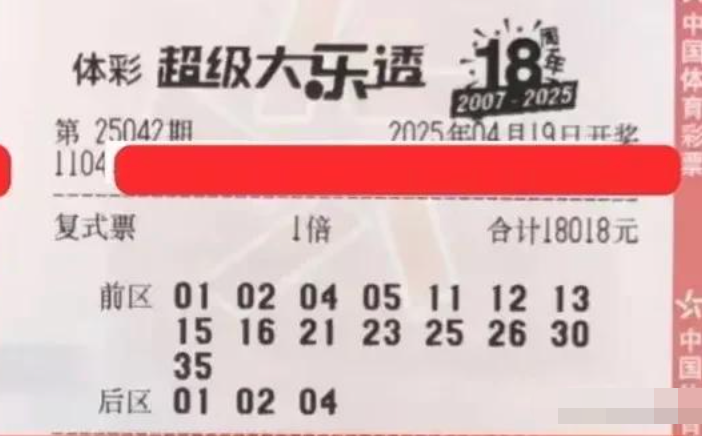 体彩 超级大乐透 18周年
2007-2025
第 25042期 2025年04月19日开奖
1104
复式票 1倍 合计18018元
前区 01 02 04 05 11 12 13
15 16 21 23 25 26 30
35
后区 01 02 04
中国体育彩票
中国体育